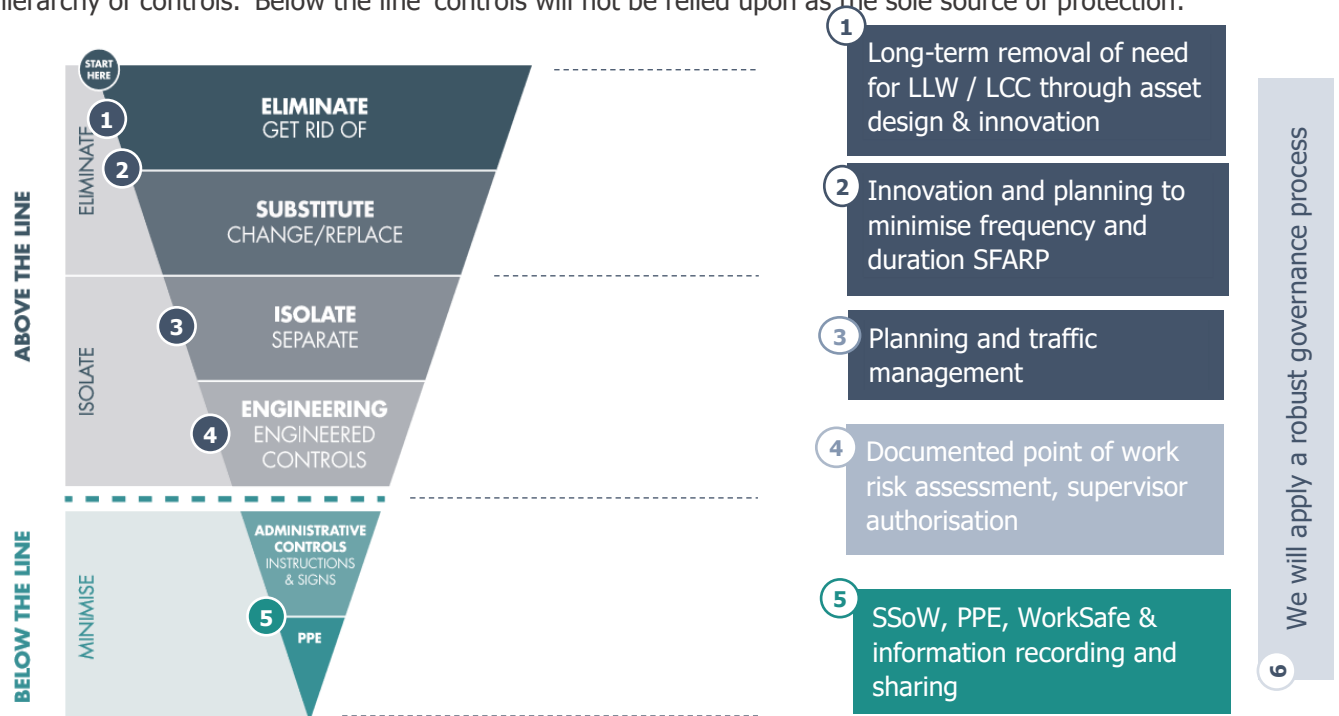 hierarchy of controls. 'Below the line' controls will not be relied upon as the sole source of protection.
START
HERE
ABOVE THE LINE
ELIMINATE
1
2
ELIMINATE
GET RID OF
SUBSTITUTE
CHANGE/REPLACE
ISOLATE
3
4
ISOLATE
SEPARATE
ENGINEERING
ENGINEERED
CONTROLS
BELOW THE LINE
MINIMISE
ADMINISTRATIVE
CONTROLS
INSTRUCTIONS
& SIGNS
5
PPE
1
Long-term removal of need
for LLW / LCC through asset
design & innovation
2
Innovation and planning to
minimise frequency and
duration SFARP
3
Planning and traffic
management
4
Documented point of work
risk assessment, supervisor
authorisation
5
SSoW, PPE, WorkSafe &
information recording and
sharing
6
We will apply a robust governance process